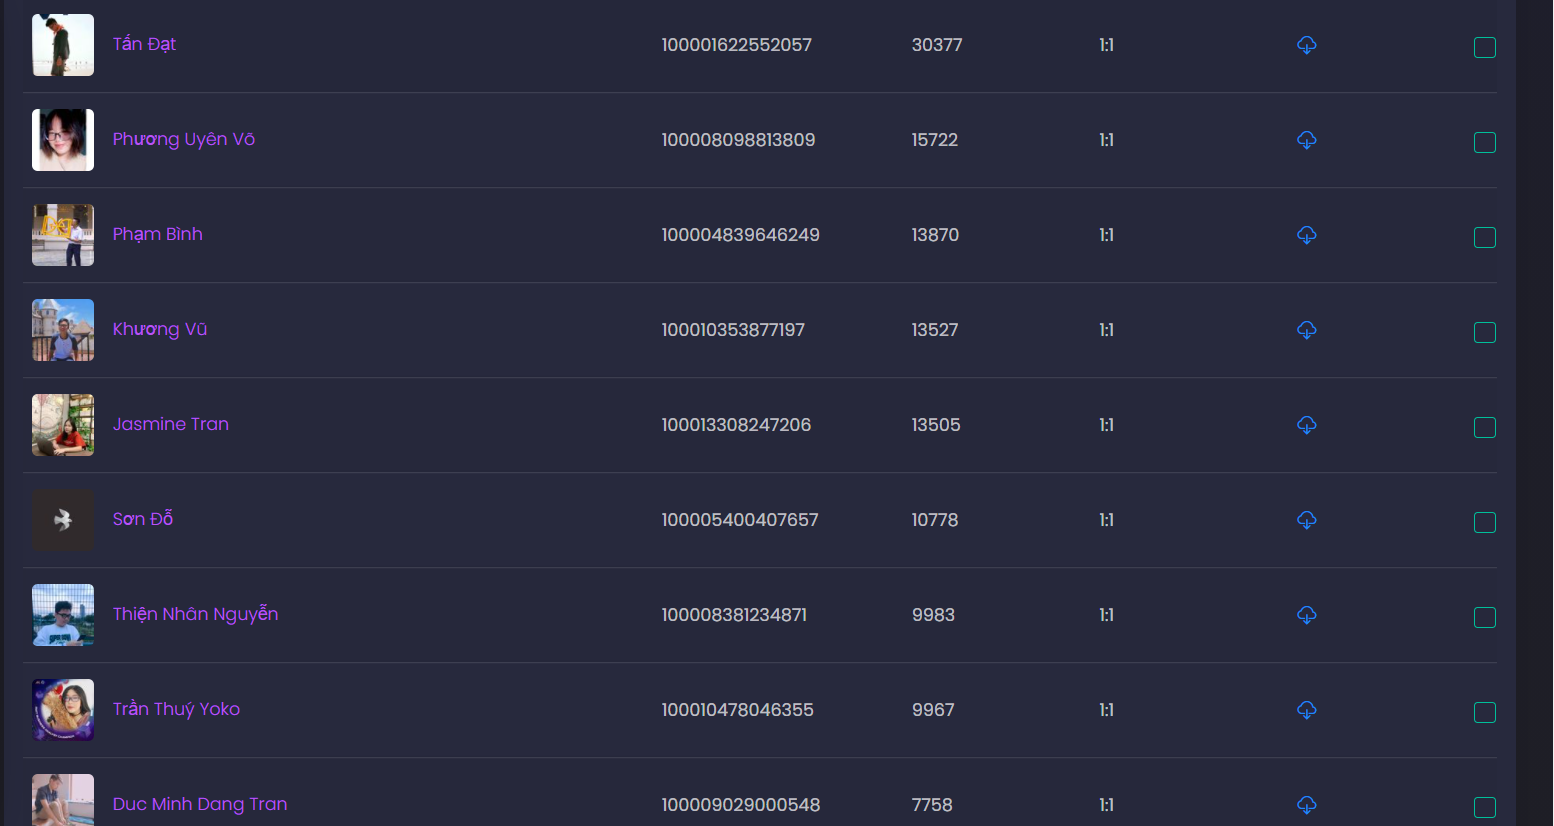 Tấn Đạt 100001622552057 30377 1:1
Phương Uyên Võ 100008098813809 15722 1:1
Phạm Bình 100004839646249 13870 1:1
Khương Vũ 100010353877197 13527 1:1
Jasmine Tran 100013308247206 13505 1:1
Sơn Đỗ 100005400407657 10778 1:1
Thiện Nhân Nguyễn 100008381234871 9983 1:1
Trần Thuý Yoko 100010478046355 9967 1:1
Duc Minh Dang Tran 100009029000548 7758 1:1